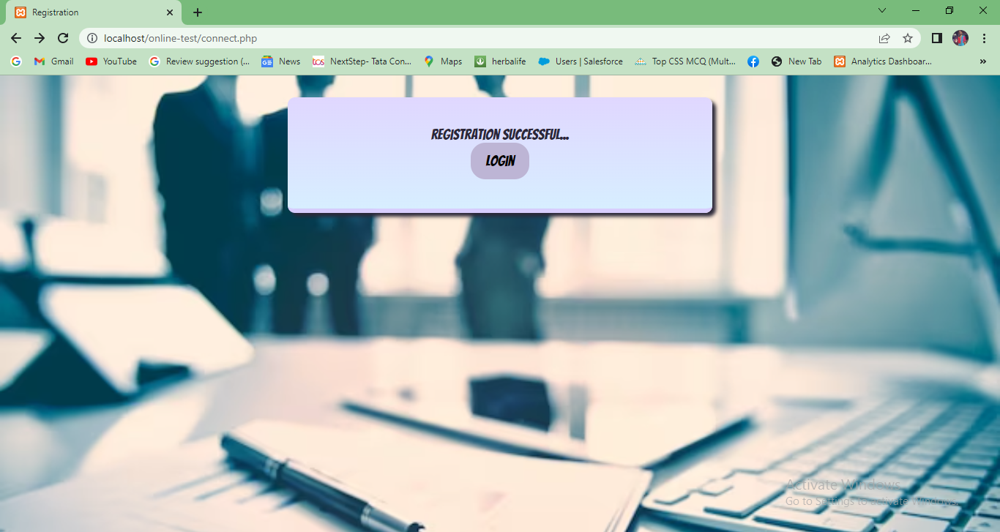 Registration
localhost/online-test/connect.php
Gmail
YouTube
Review suggestion (...
News
NextStep- Tata Con...
Maps
herbalife
Users | Salesforce
Top CSS MCQ (Mult...
New Tab
Analytics Dashboar...
»
REGISTRATION SUCCESSFUL...
LOGIN
Activate Windows
Go to Settings to activate Windows.